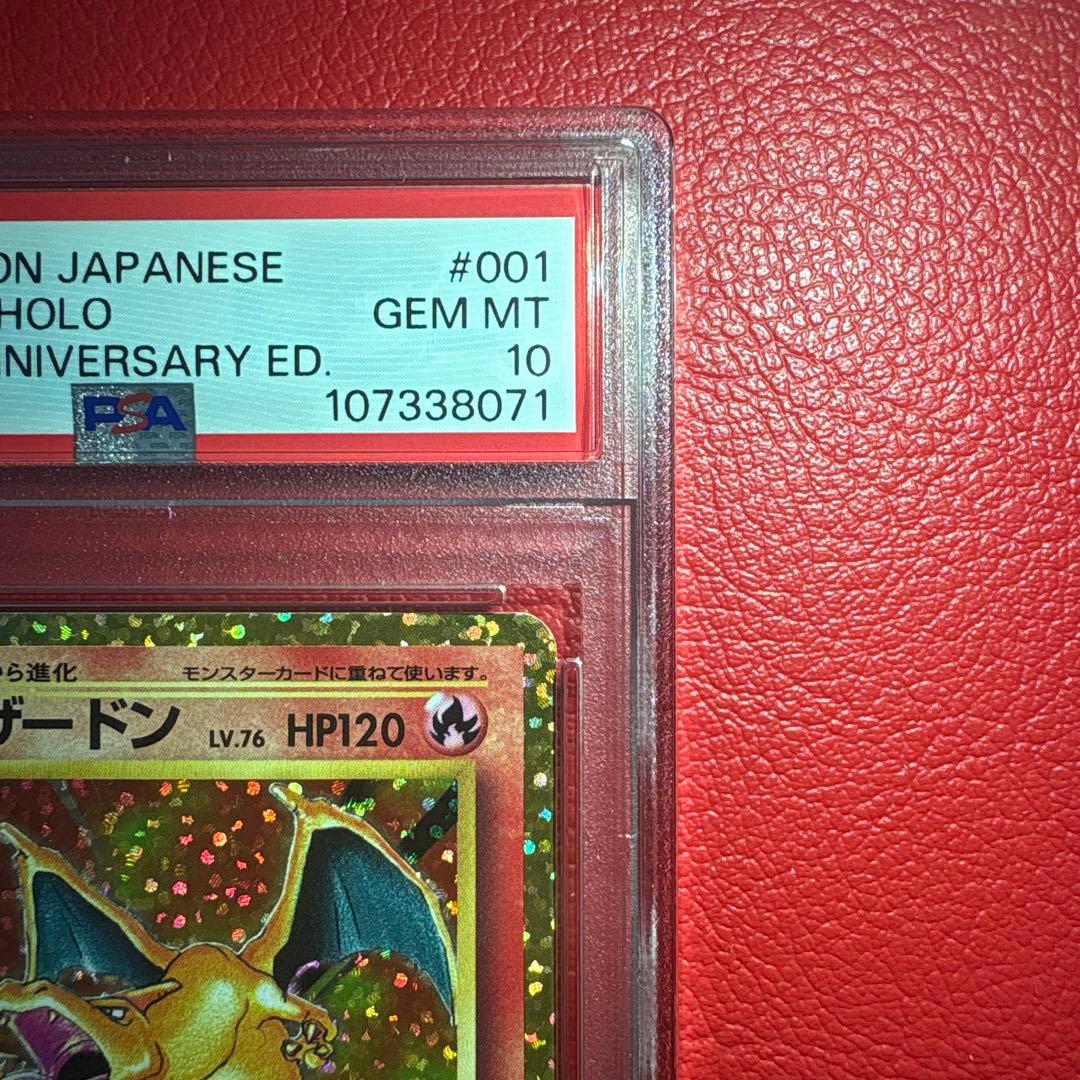 ON JAPANESE #001
HOLO GEM MT
NIVERSARY ED. 10
PSA 107338071
ら進化 モンスターカードに重ねて使います。
ザードン LV.76 HP120